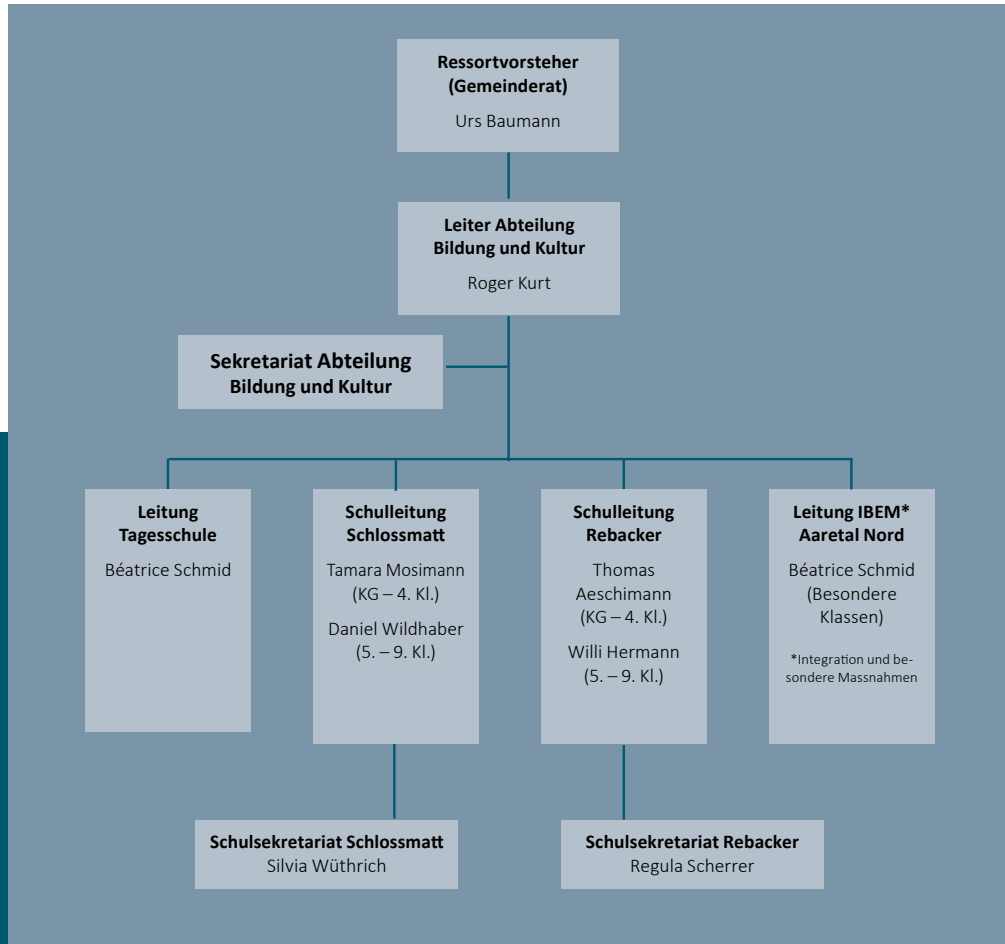 Ressortvorsteher
(Gemeinderat)
Urs Baumann
Leiter Abteilung
Bildung und Kultur
Roger Kurt
Sekretariat Abteilung
Bildung und Kultur
Leitung
Tagesschule
Béatrice Schmid
Schulleitung
Schlossmatt
Tamara Mosimann
(KG – 4. Kl.)
Daniel Wildhaber
(5. – 9. Kl.)
Schulleitung
Rebacker
Thomas
Aeschimann
(KG – 4. Kl.)
Willi Hermann
(5. – 9. Kl.)
Leitung IBEM*
Aaretal Nord
Béatrice Schmid
(Besondere
Klassen)
*Integration und be-
sondere Massnahmen
Schulsekretariat Schlossmatt
Silvia Wüthrich
Schulsekretariat Rebacker
Regula Scherrer